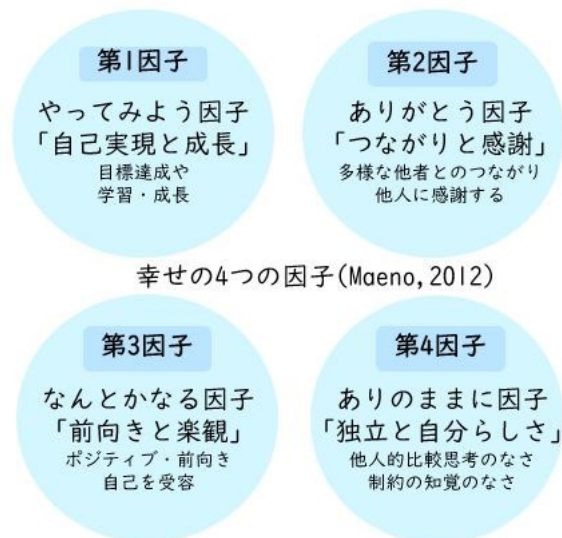 第1因子
やってみよう因子
「自己実現と成長」
目標達成や
学習・成長
第2因子
ありがとう因子
「つながりと感謝」
多様な他者とのつながり
他人に感謝する
幸せの4つの因子(Maeno,2012)
第3因子
なんとかなる因子
「前向きと楽観」
ポジティブ・前向き
自己を受容
第4因子
ありのままに因子
「独立と自分らしさ」
他人的比較思考のなさ
制約の知覚のなさ